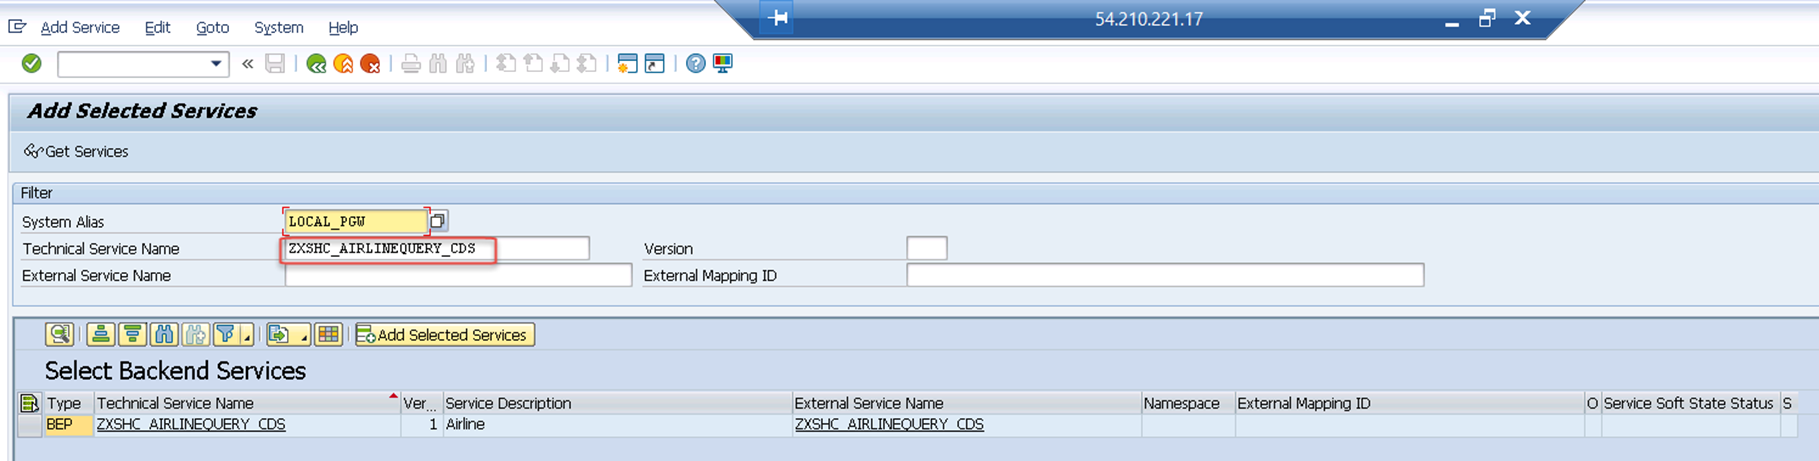 54.210.221.17
Add Service Edit Goto System Help
Add Selected Services
Get Services
Filter
System Alias LOCAL_PGW
Technical Service Name ZXSHC_AIRLINEQUERY_CDS Version
External Service Name External Mapping ID
Add Selected Services
Select Backend Services
Type Technical Service Name Ver... Service Description External Service Name Namespace External Mapping ID O Service Soft State Status S
BEP ZXSHC_AIRLINEQUERY_CDS 1 Airline ZXSHC_AIRLINEQUERY_CDS